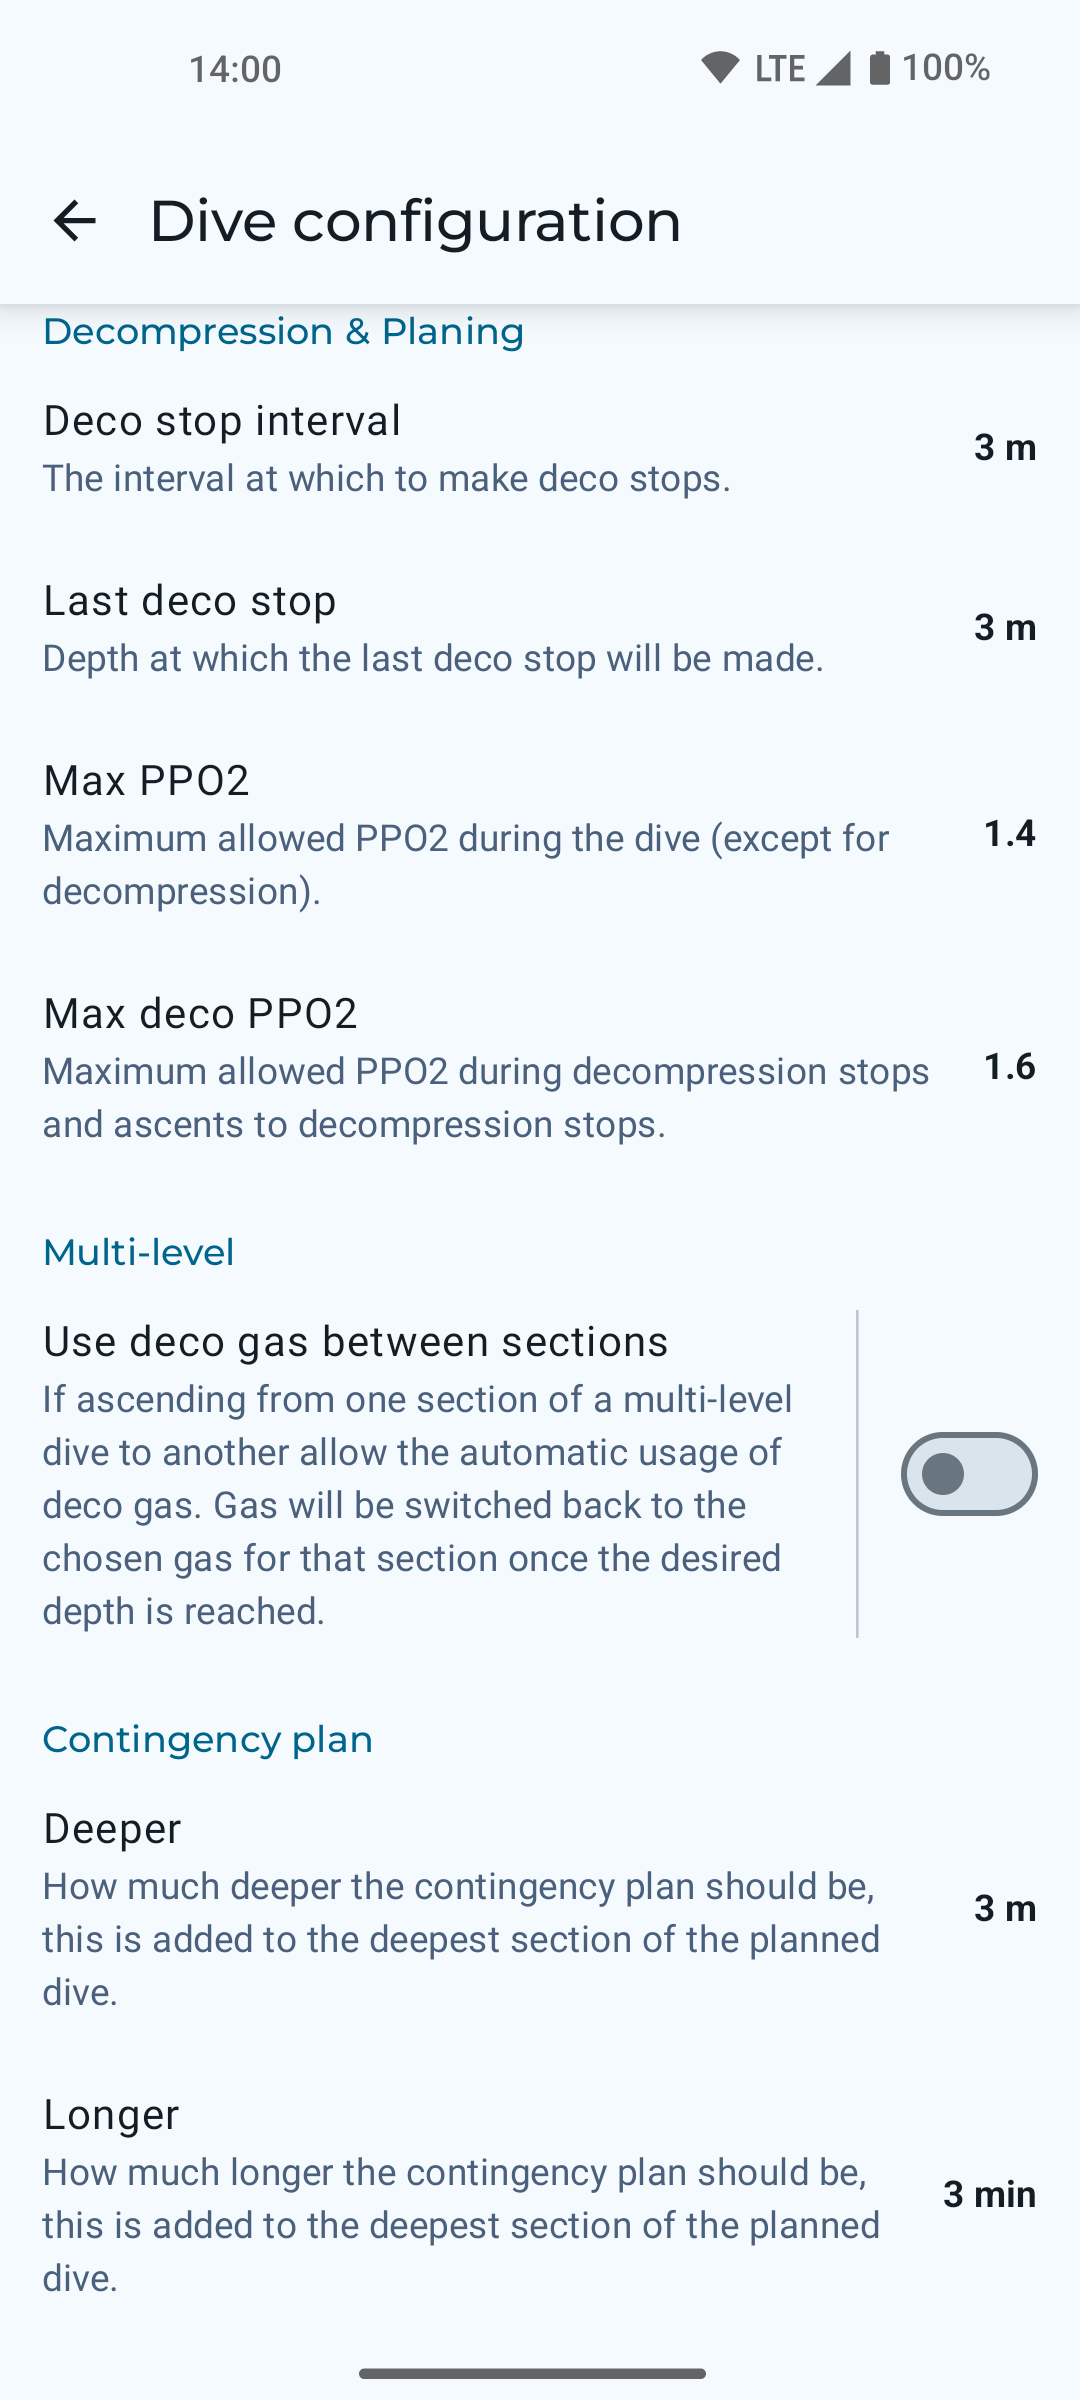 14:00
LTE 100%
Dive configuration
Decompression & Planing
Deco stop interval
The interval at which to make deco stops.
3 m
Last deco stop
Depth at which the last deco stop will be made.
3 m
Max PPO2
Maximum allowed PPO2 during the dive (except for
decompression).
1.4
Max deco PPO2
Maximum allowed PPO2 during decompression stops
and ascents to decompression stops.
1.6
Multi-level
Use deco gas between sections
If ascending from one section of a multi-level
dive to another allow the automatic usage of
deco gas. Gas will be switched back to the
chosen gas for that section once the desired
depth is reached.
Contingency plan
Deeper
How much deeper the contingency plan should be,
this is added to the deepest section of the planned
dive.
3 m
Longer
How much longer the contingency plan should be,
this is added to the deepest section of the planned
dive.
3 min